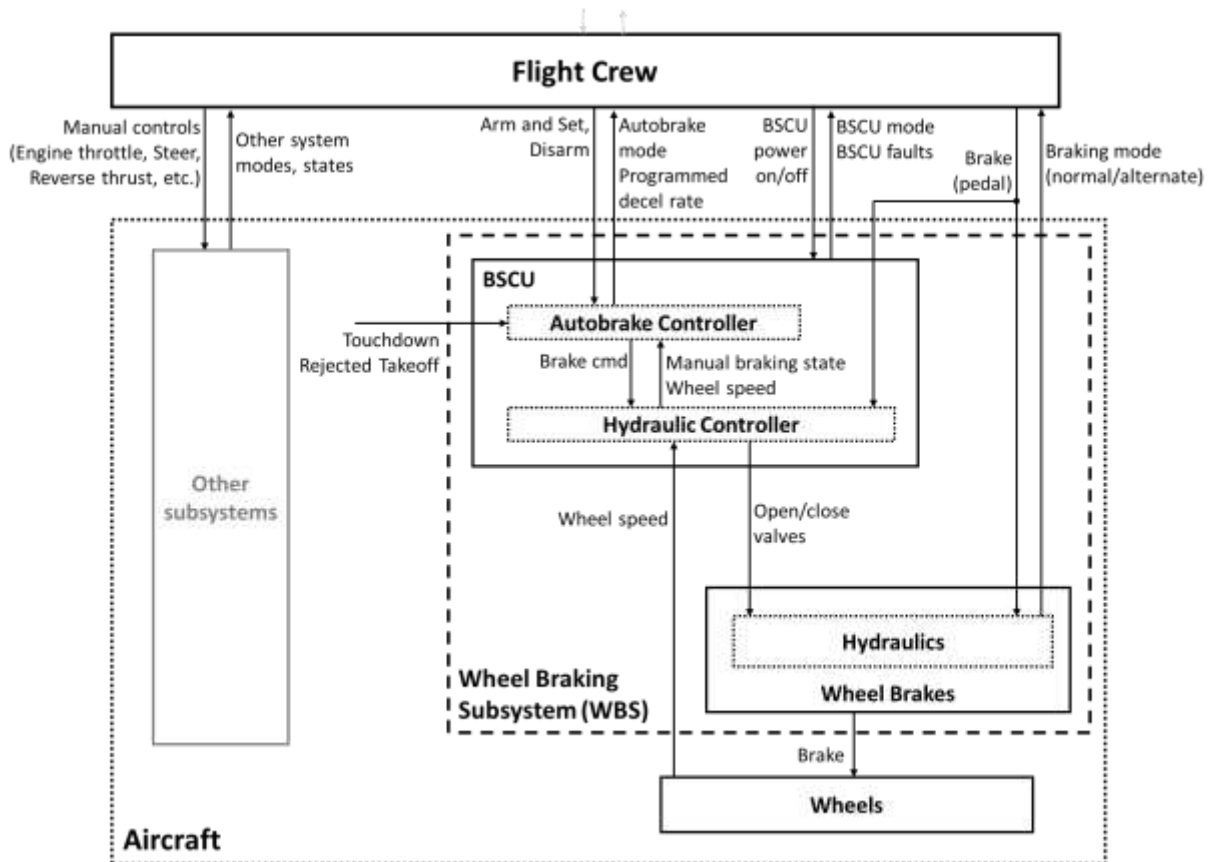 Flight Crew
Manual controls
(Engine throttle, Steer,
Reverse thrust, etc.)
Other system
modes, states
Arm and Set,
Disarm
Autobrake
mode
Programmed
decel rate
BSCU
power
on/off
BSCU mode
BSCU faults
Brake
(pedal)
Braking mode
(normal/alternate)
BSCU
Autobrake Controller
Touchdown
Rejected Takeoff
Brake cmd
Manual braking state
Wheel speed
Hydraulic Controller
Other
subsystems
Wheel speed
Open/close
valves
Hydraulics
Wheel Brakes
Wheel Braking
Subsystem (WBS)
Brake
Wheels
Aircraft